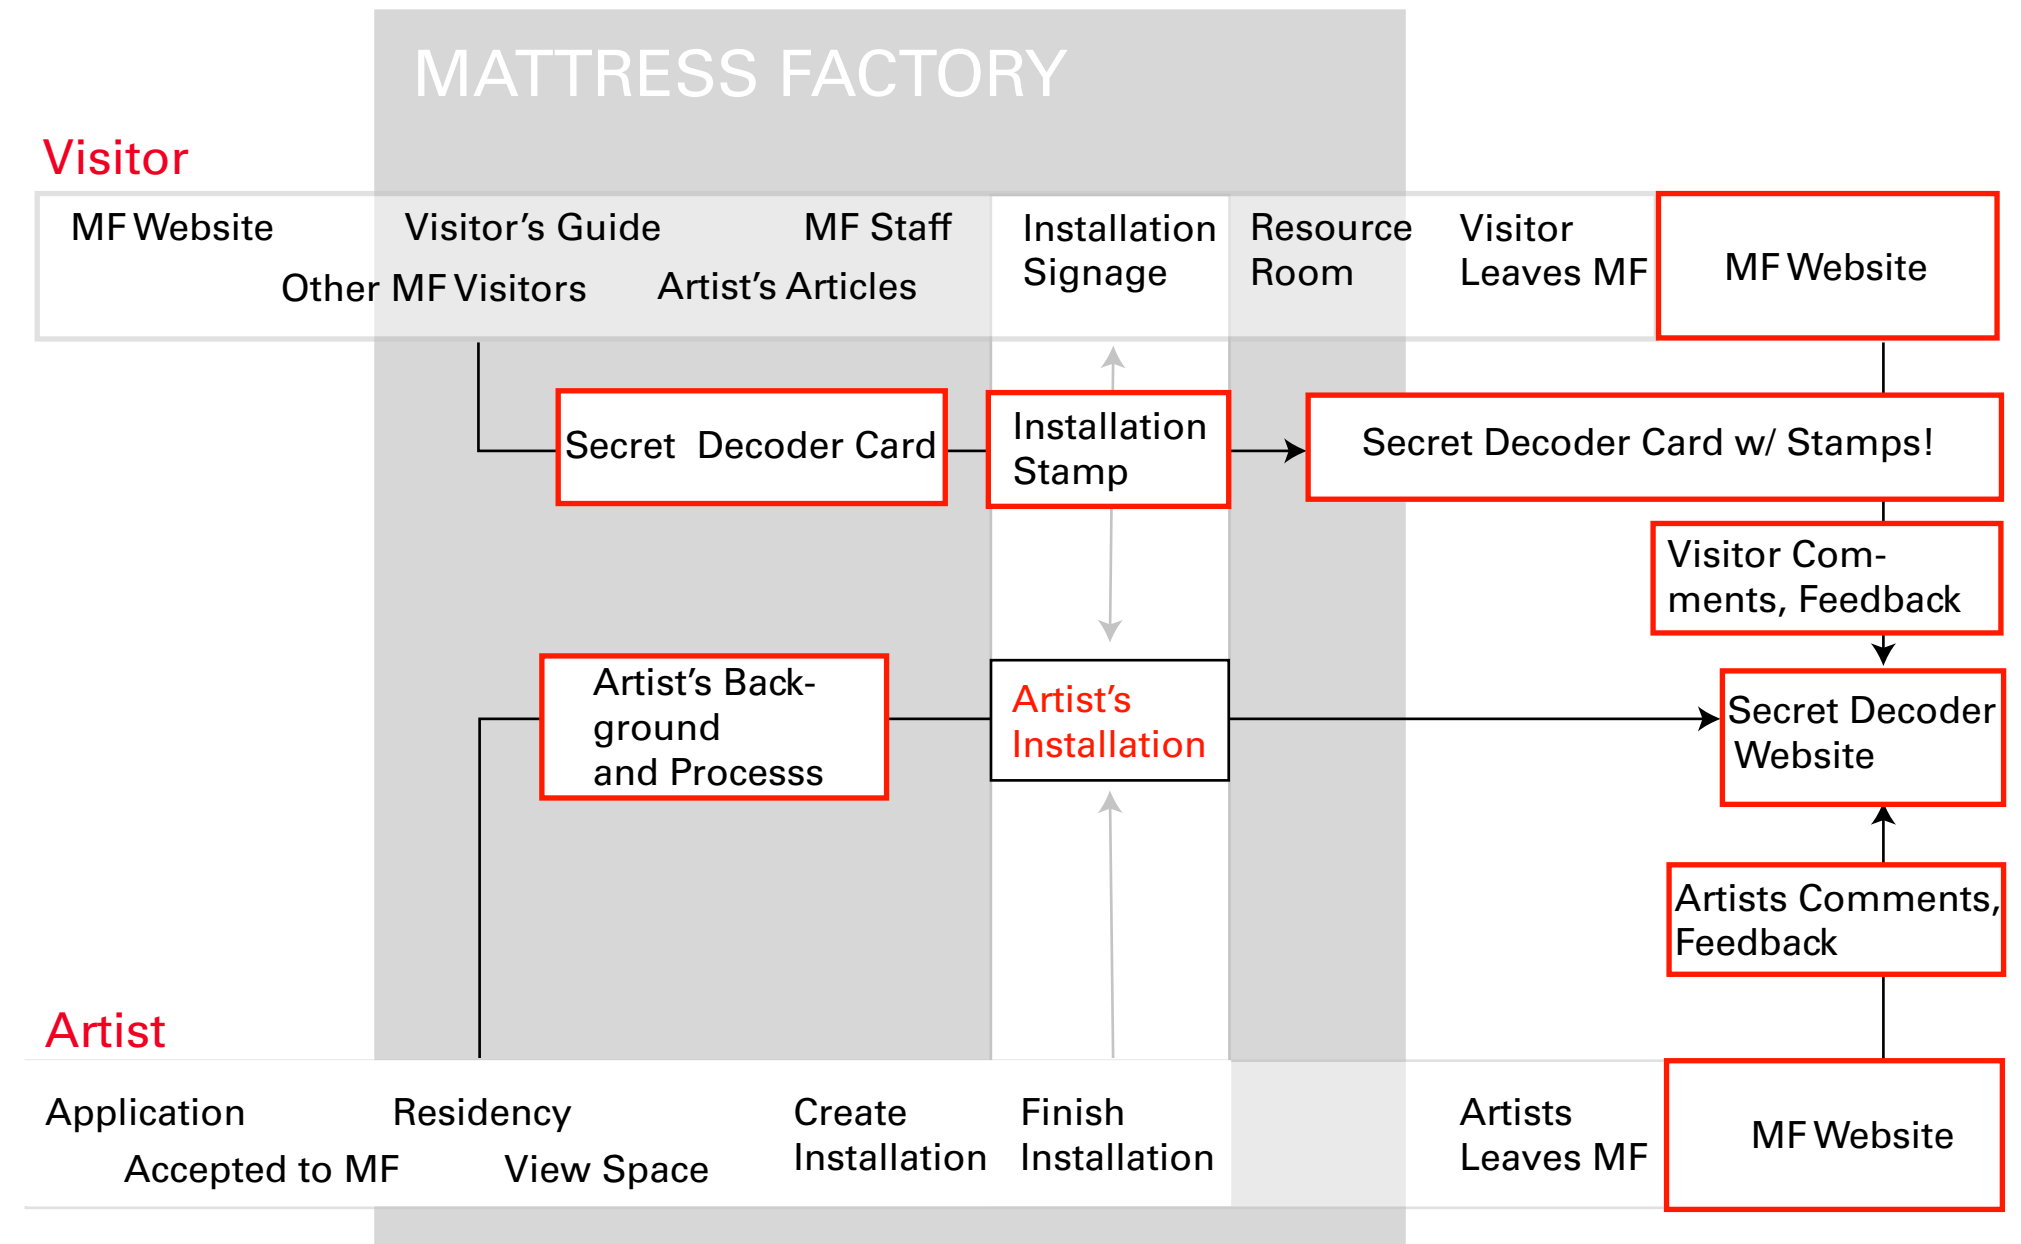 MATTRESS FACTORY
Visitor
MF Website
Visitor's Guide
MF Staff
Other MF Visitors
Artist's Articles
Installation
Signage
Resource
Room
Visitor
Leaves MF
MF Website
Secret Decoder Card
Installation
Stamp
Secret Decoder Card w/ Stamps!
Visitor Com-
ments, Feedback
Artist's Back-
ground
and Processs
Artist's
Installation
Secret Decoder
Website
Artists Comments,
Feedback
Artist
Application
Accepted to MF
Residency
View Space
Create
Installation
Finish
Installation
Artists
Leaves MF
MF Website